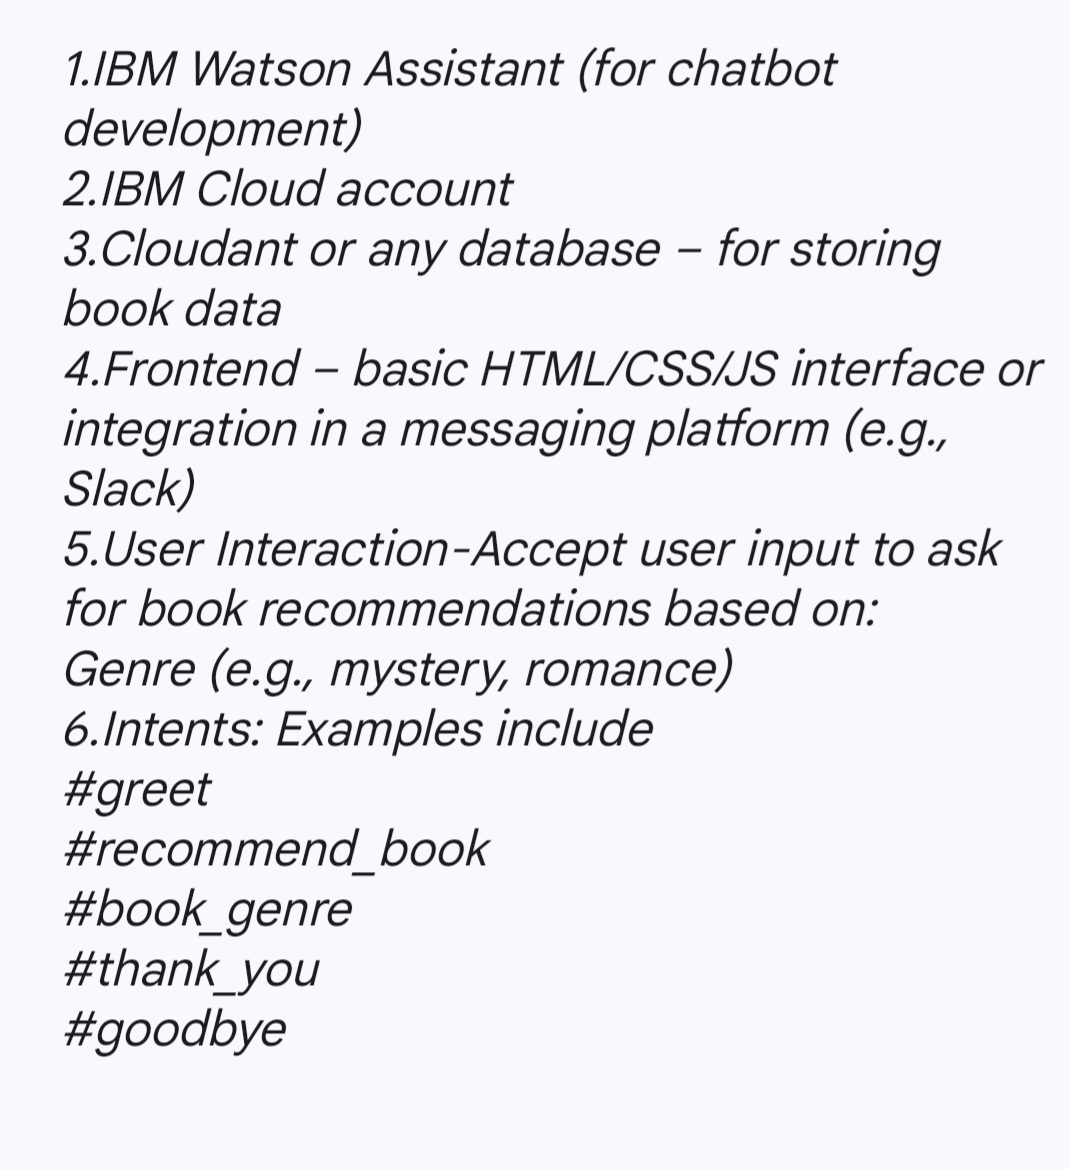 1.IBM Watson Assistant (for chatbot
development)
2.IBM Cloud account
3.Cloudant or any database – for storing
book data
4.Frontend – basic HTML/CSS/JS interface or
integration in a messaging platform (e.g.,
Slack)
5.User Interaction-Accept user input to ask
for book recommendations based on:
Genre (e.g., mystery, romance)
6.Intents: Examples include
#greet
#recommend_book
#book_genre
#thank_you
#goodbye